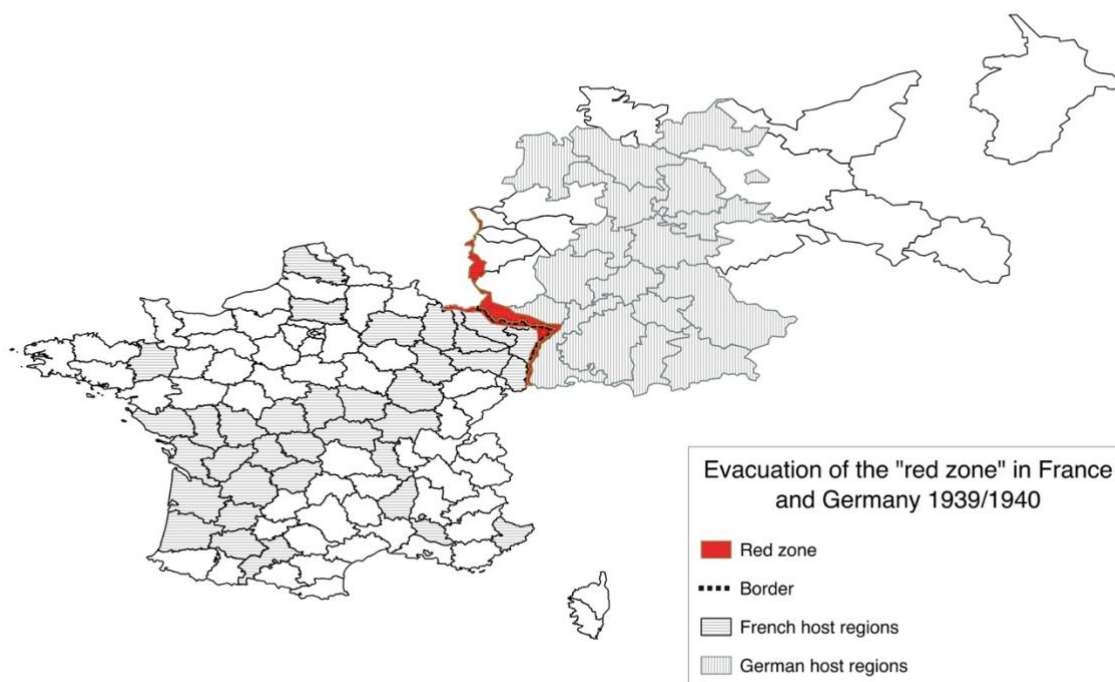 Evacuation of the "red zone" in France
and Germany 1939/1940
Red zone
Border
French host regions
German host regions